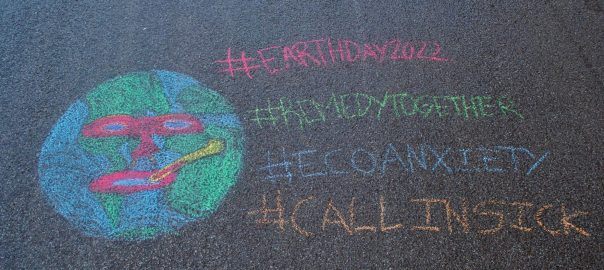 #EARTHDAY2022
#REMEDYTOGETHER
#ECOANXIETY
#CALLINSICK